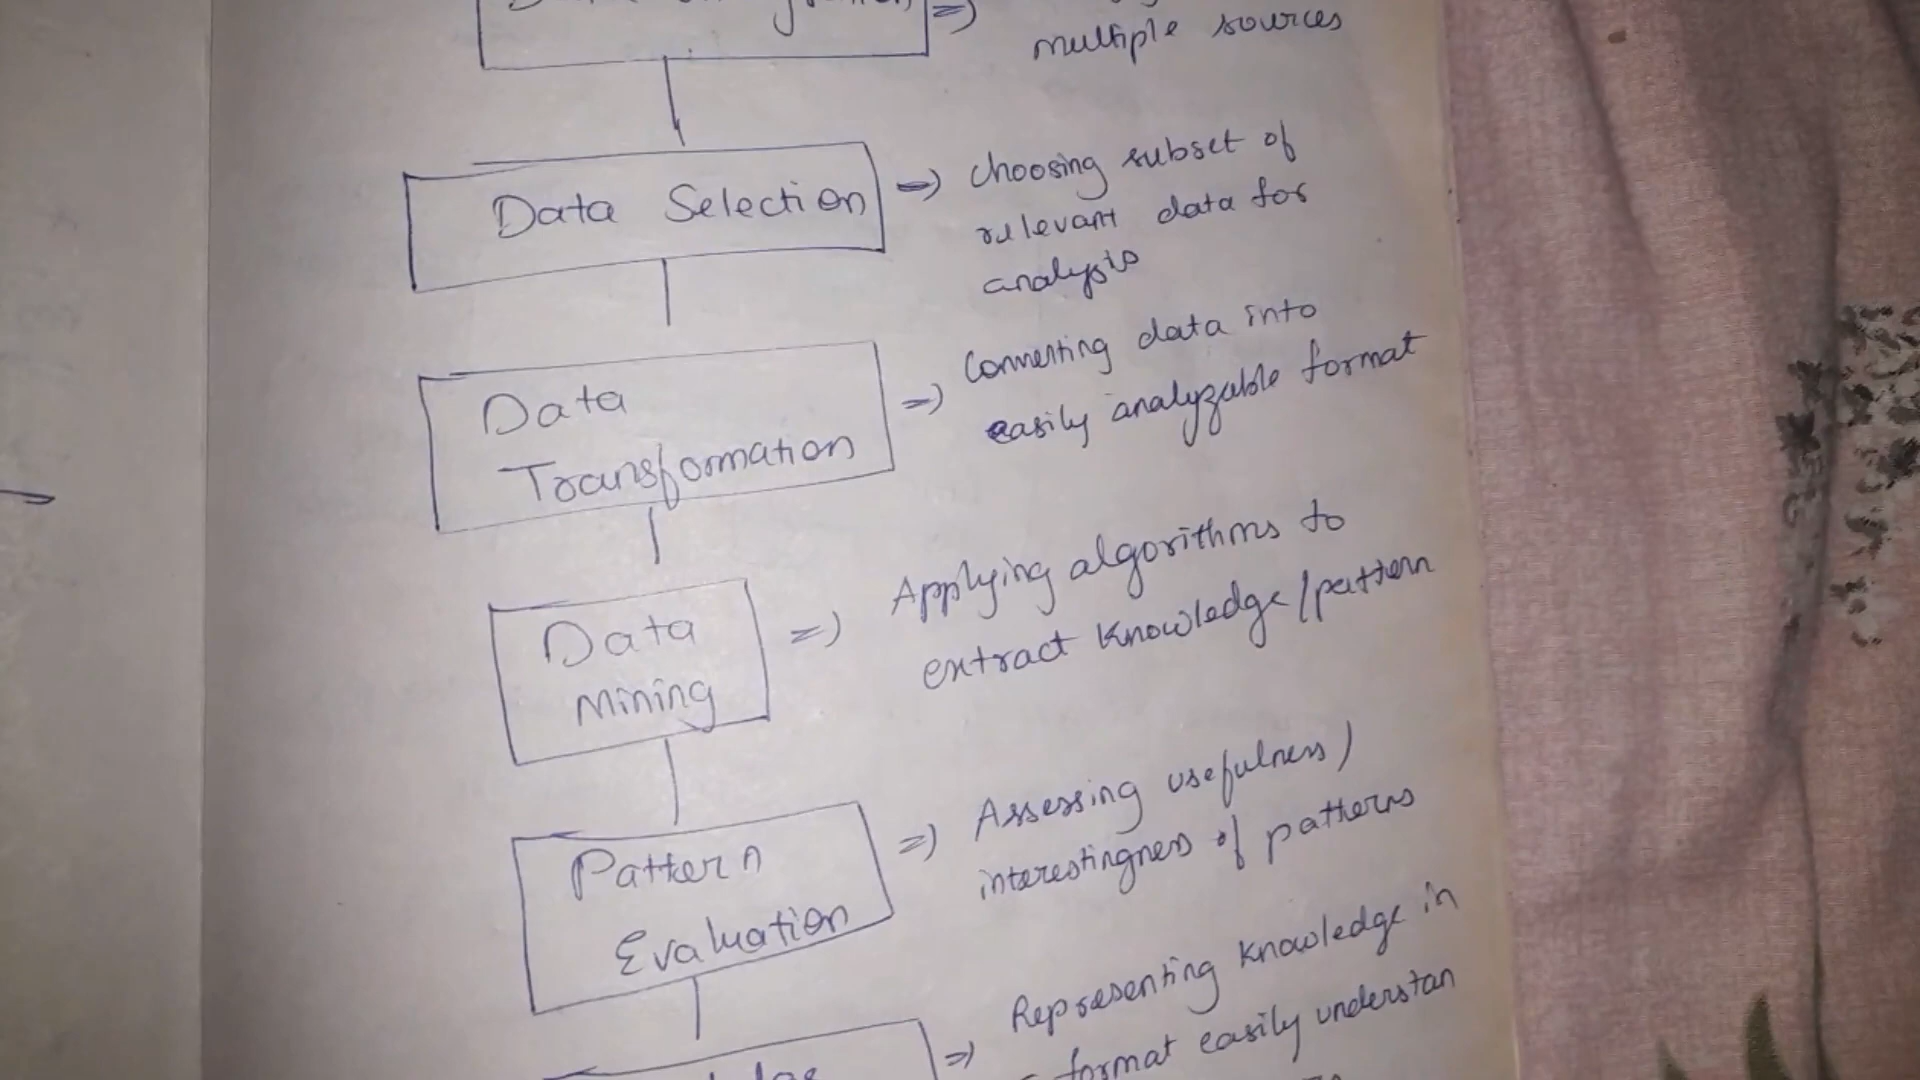 Data
multiple sources
Data Selection => choosing subset of
relevant data for
analysis
Data
Transformation => Converting data into
easily analyzable format
Data
Mining => Applying algorithms to
extract knowledge/pattern
Pattern
Evaluation => Assessing usefulness/
interestingness of patterns
=> Representing knowledge in
format easily understan